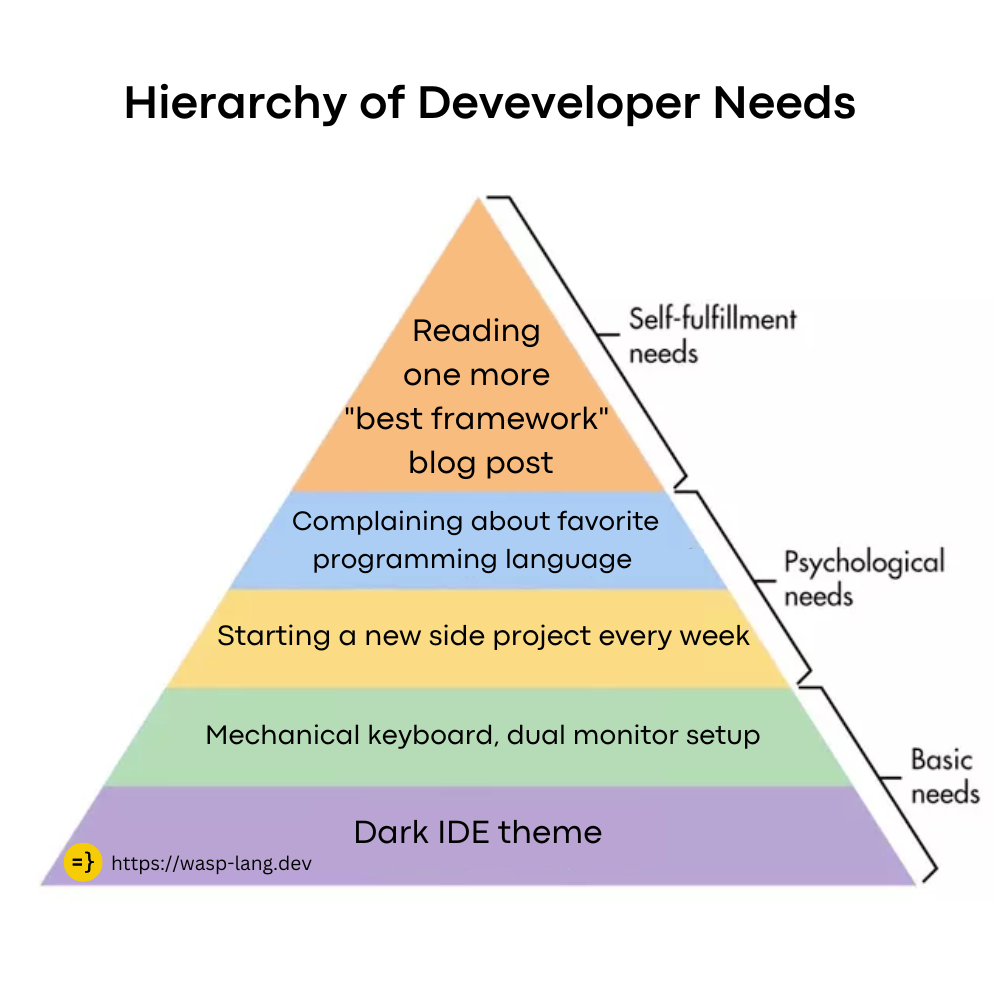 Hierarchy of Deveveloper Needs
Reading
one more
"best framework"
blog post
Self-fulfillment
needs
Complaining about favorite
programming language
Psychological
needs
Starting a new side project every week
Mechanical keyboard, dual monitor setup
Basic
needs
Dark IDE theme
=} https://wasp-lang.dev